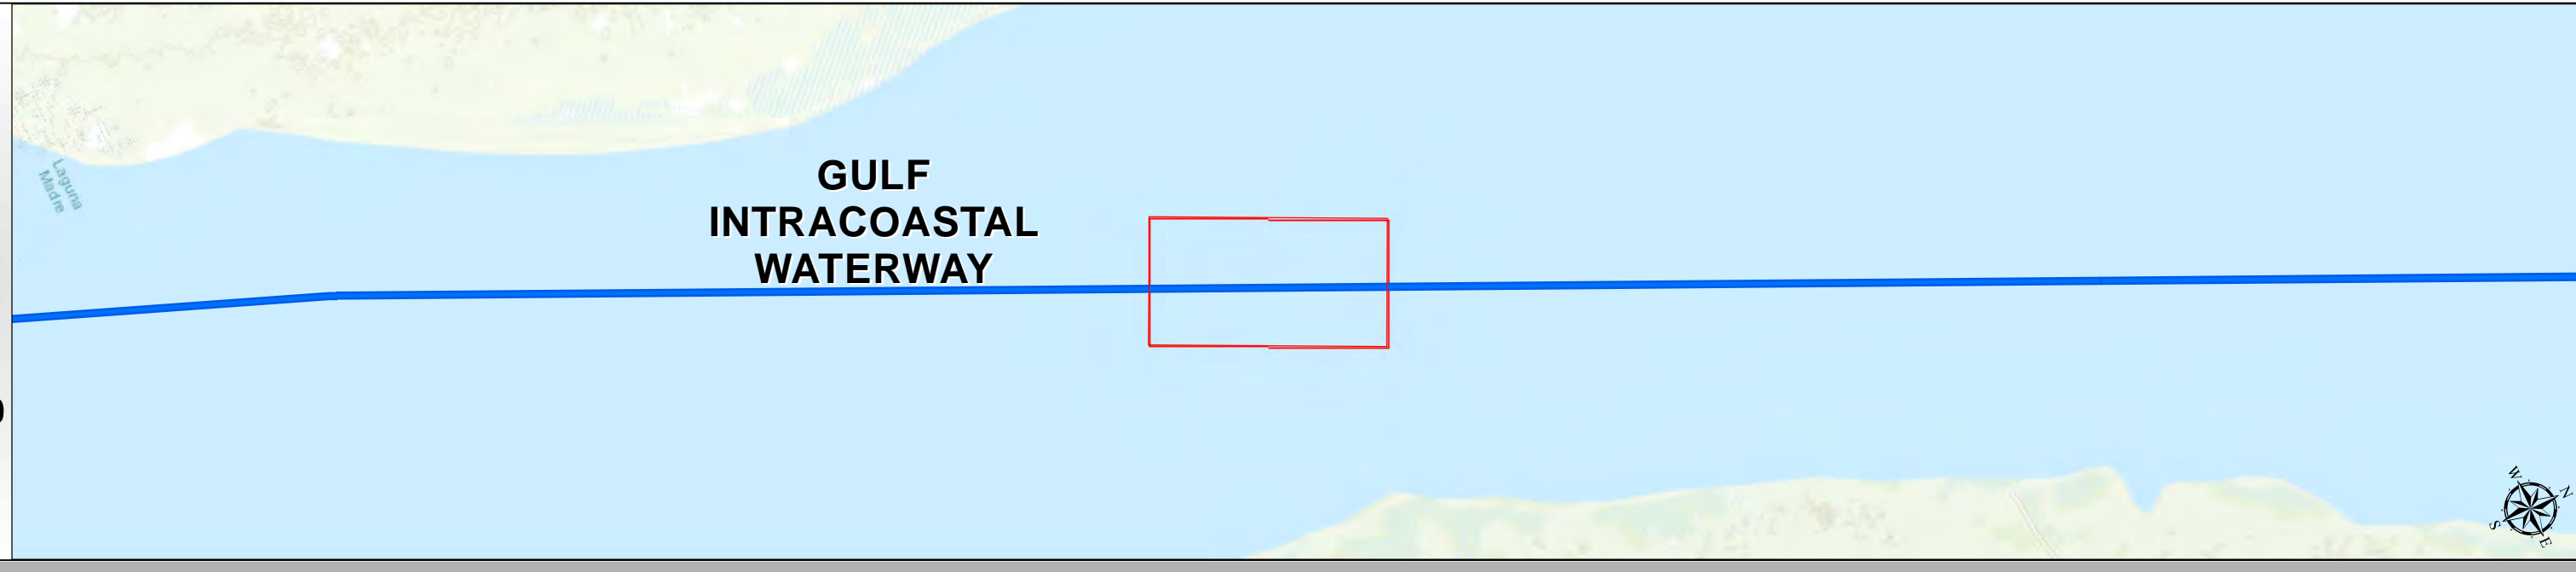 GULF
INTRACOASTAL
WATERWAY
Laguna
Madre
W
N
S
E